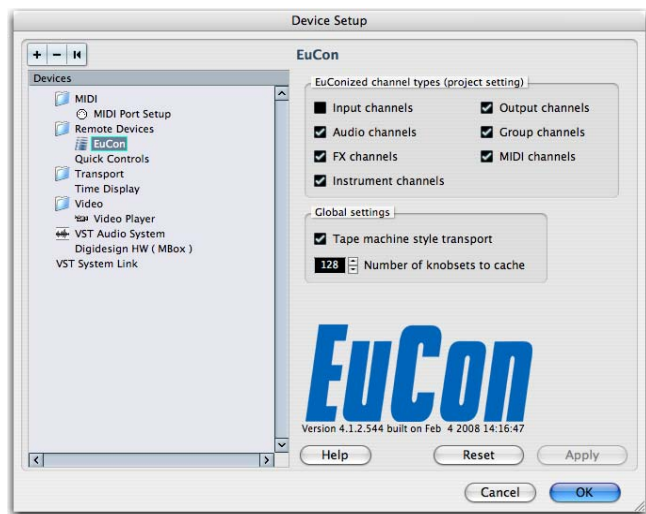 Device Setup
+ −
Devices
MIDI
MIDI Port Setup
Remote Devices
EuCon
Quick Controls
Transport
Time Display
Video
Video Player
VST Audio System
Digidesign HW ( MBox )
VST System Link
EuCon
EuConized channel types (project setting)
Input channels
Output channels
Audio channels
Group channels
FX channels
MIDI channels
Instrument channels
Global settings
Tape machine style transport
128 Number of knobsets to cache
EuCon
Version 4.1.2.544 built on Feb 4 2008 14:16:47
Help
Reset
Apply
Cancel
OK